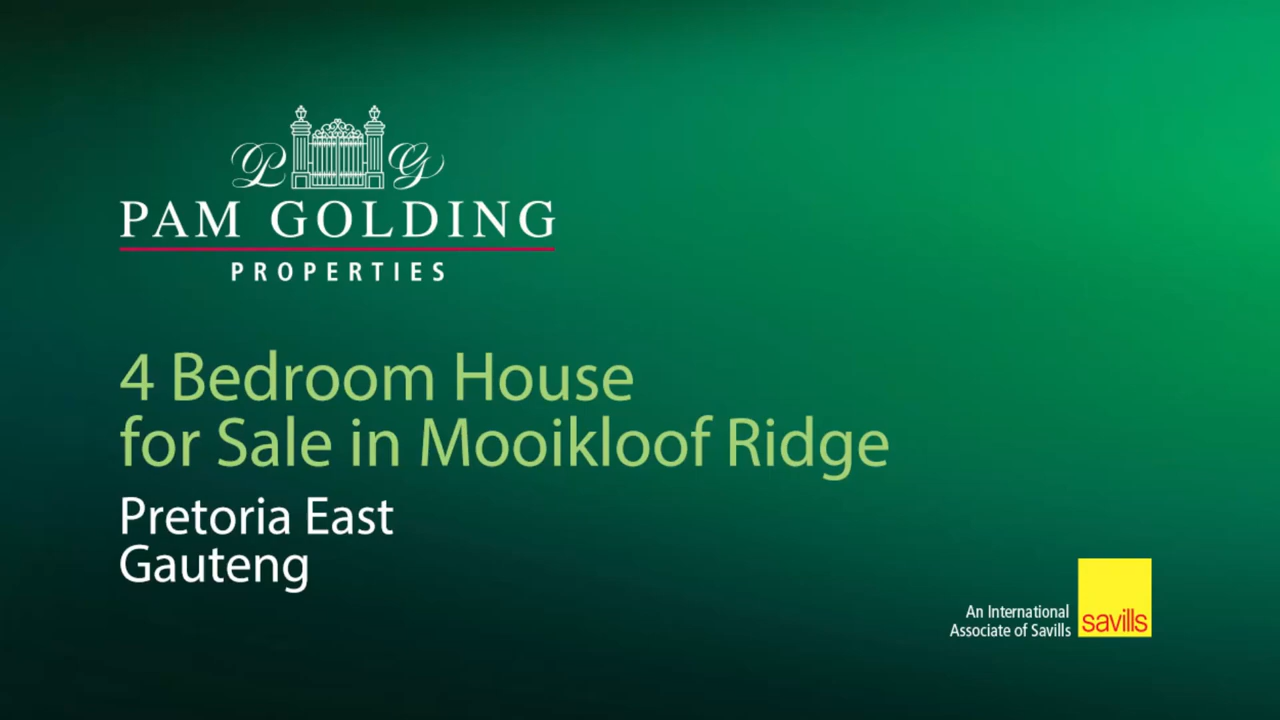 P G
PAM GOLDING
PROPERTIES
4 Bedroom House
for Sale in Mooikloof Ridge
Pretoria East
Gauteng
An International
Associate of Savills
savills